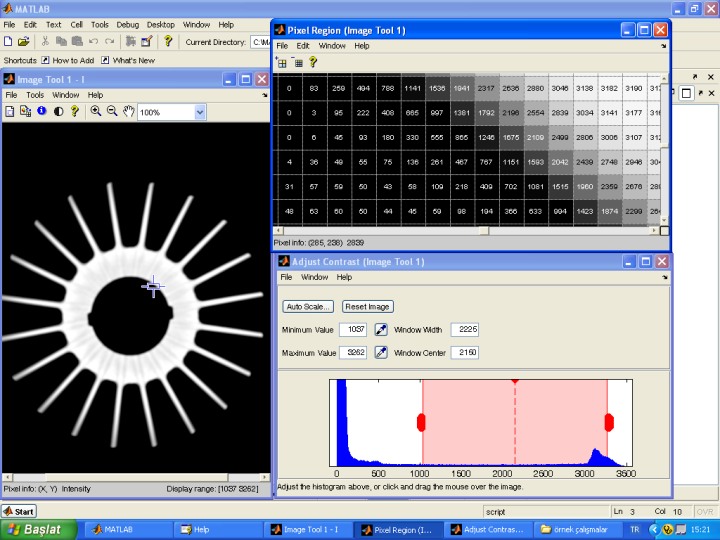 MATLAB
File Edit Text Cell Tools Debug Desktop Window Help
Current Directory: C:\M
Shortcuts How to Add What's New
Image Tool 1 - I
File Tools Window Help
100%
Pixel info: (X, Y) Intensity
Display range: [1037 3262]
Pixel Region (Image Tool 1)
File Edit Window Help
0 83 259 494 788 1141 1536 1941 2317 2636 2880 3046 3138 3182 3190
0 3 95 222 408 665 997 1381 1792 2196 2554 2839 3034 3141 3177
0 6 45 93 180 330 555 865 1246 1675 2109 2499 2806 3006 3107
4 36 49 55 75 136 261 467 767 1151 1593 2042 2439 2748 2946
31 57 59 50 43 58 109 218 409 702 1081 1515 1960 2359 2676
48 63 60 50 44 45 59 98 194 366 633 994 1423 1874 2299
Pixel info: (285, 238) 2839
Adjust Contrast (Image Tool 1)
File Window Help
Auto Scale... Reset Image
Minimum Value 1037 Window Width 2225
Maximum Value 3262 Window Center 2150
0 500 1000 1500 2000 2500 3000 3500
Adjust the histogram above, or click and drag the mouse over the image.
Start
script Ln 3 Col 10 OVR
Başlat MATLAB Help Image Tool 1 - I Pixel Region (I... Adjust Contras... örnek çalışmalar TR 15:21